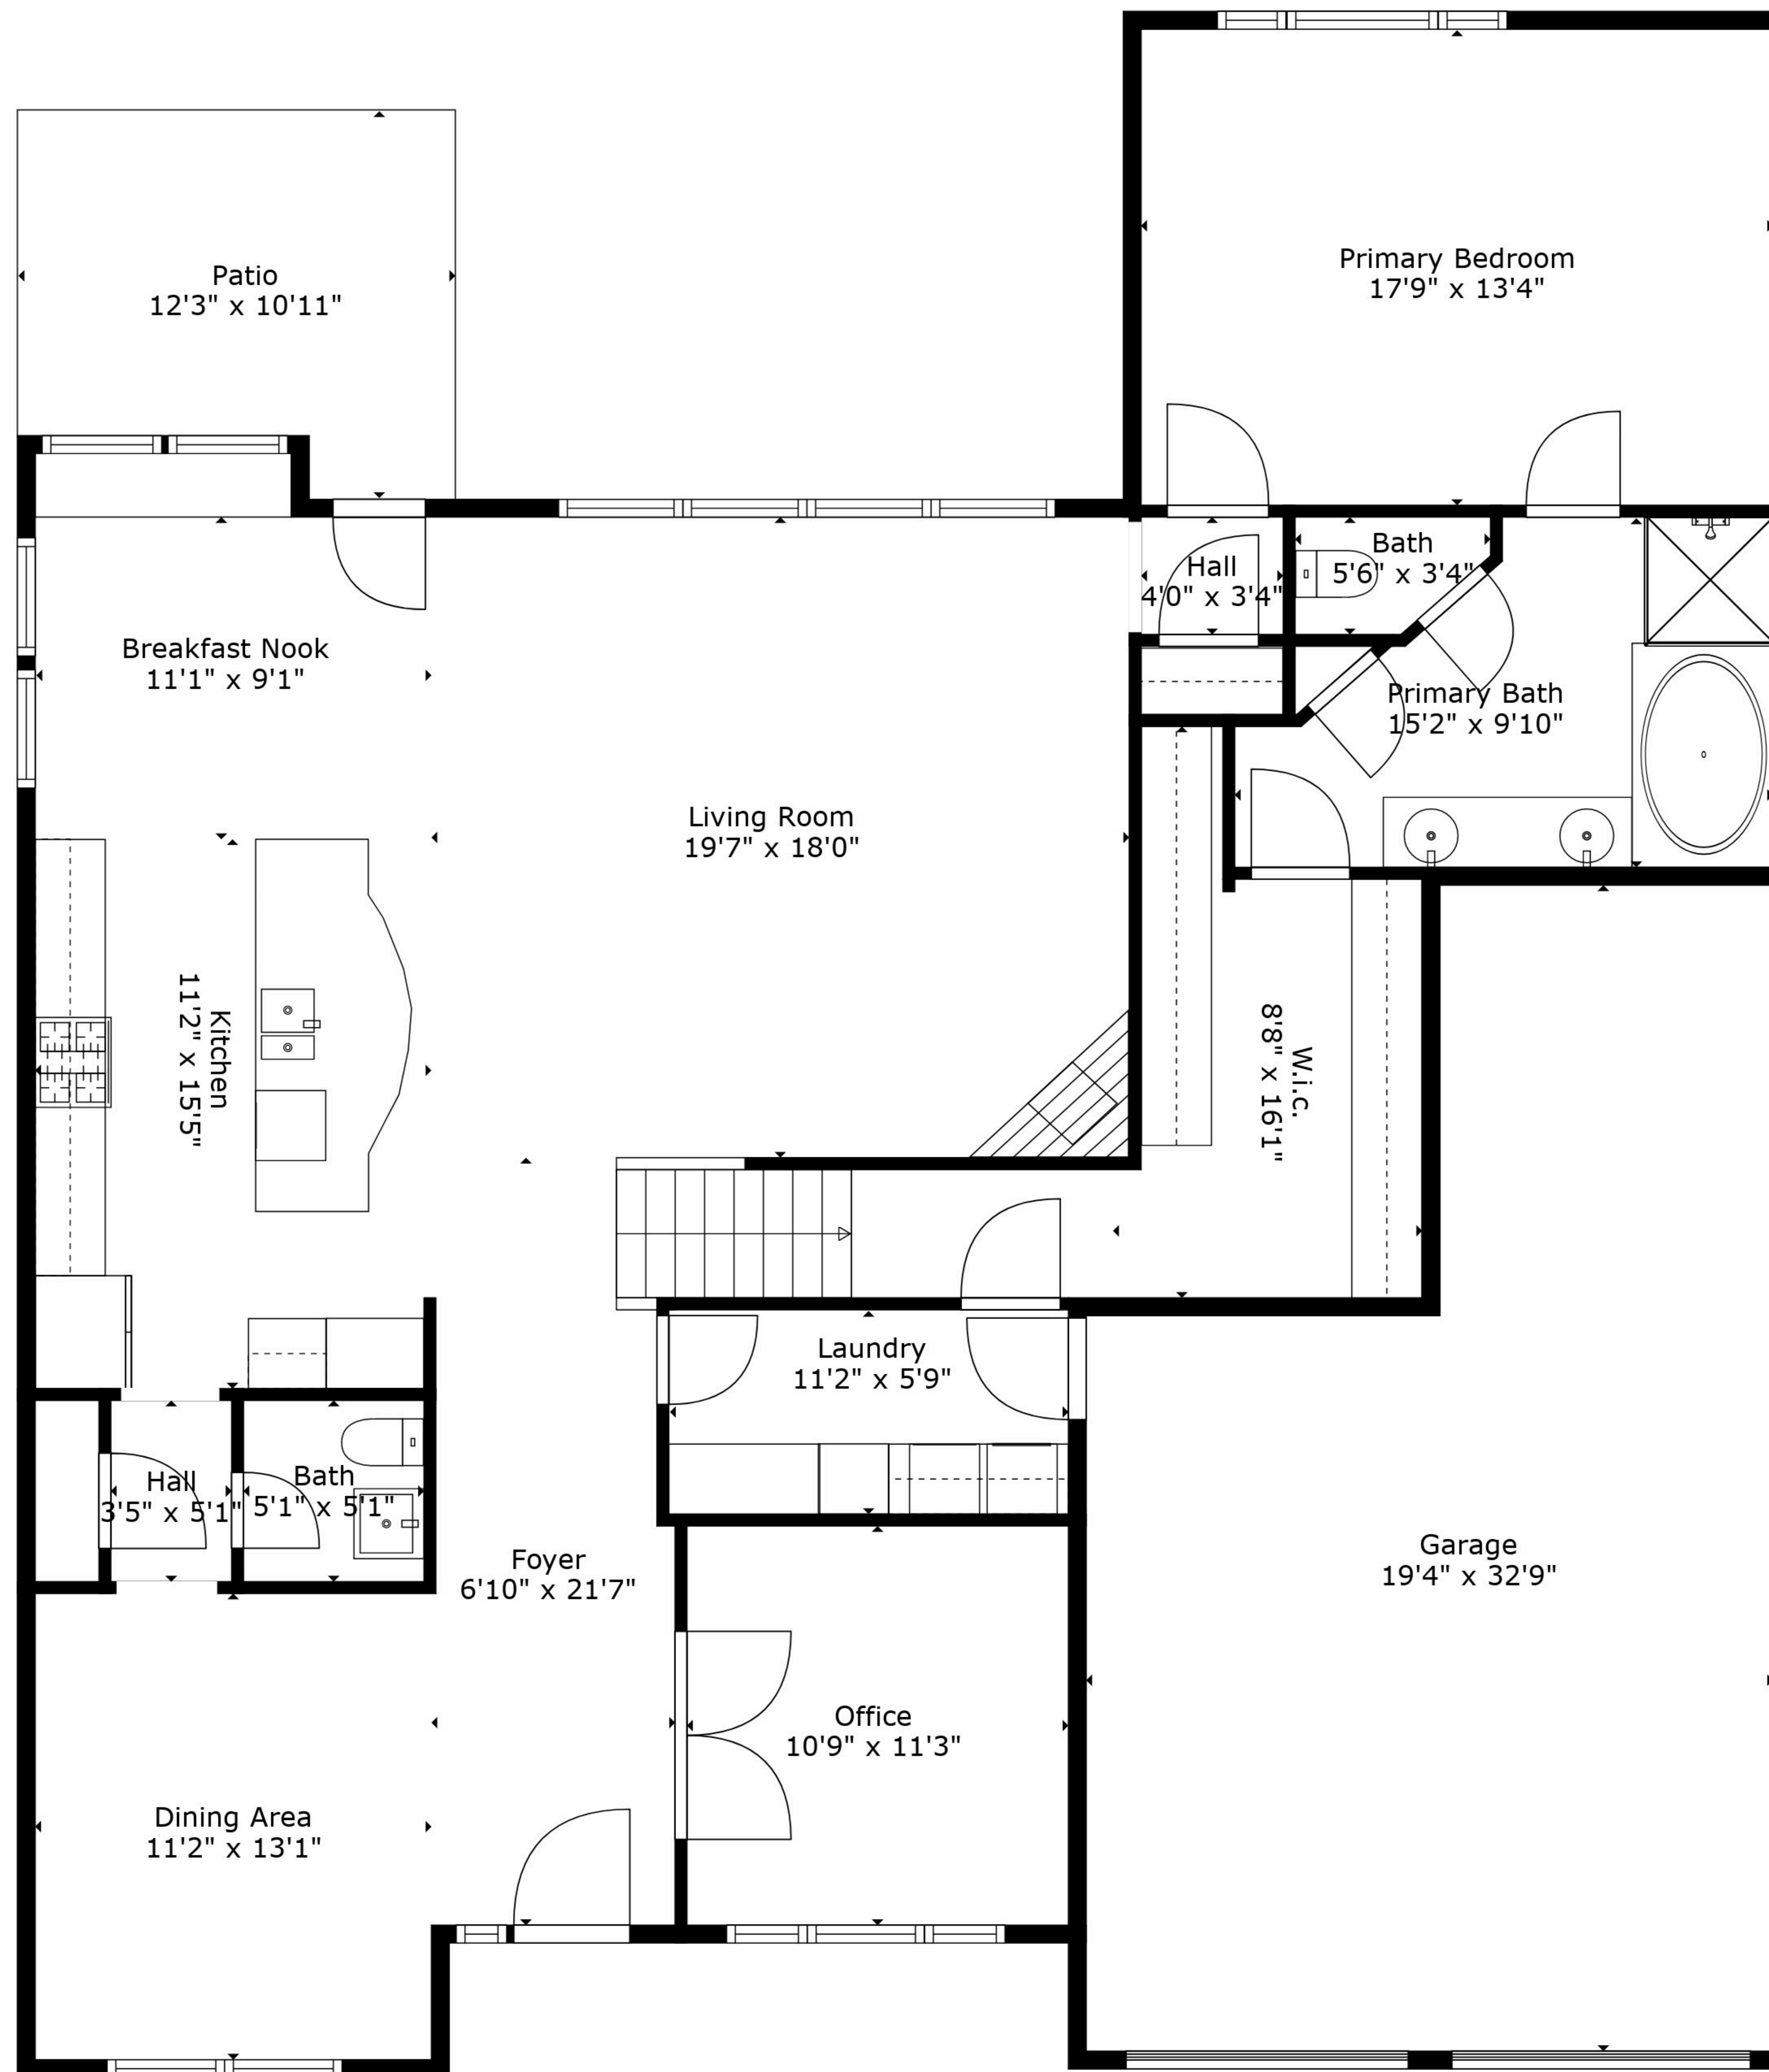 Primary Bedroom
17'9" x 13'4"
Patio
12'3" x 10'11"
Bath
5'6" x 3'4"
Hall
4'0" x 3'4"
Breakfast Nook
11'1" x 9'1"
Primary Bath
15'2" x 9'10"
Living Room
19'7" x 18'0"
Kitchen
11'2" x 15'5"
W.i.c.
8'8" x 16'1"
Laundry
11'2" x 5'9"
Hall
3'5" x 5'1"
Bath
5'1" x 5'1"
Foyer
6'10" x 21'7"
Garage
19'4" x 32'9"
Office
10'9" x 11'3"
Dining Area
11'2" x 13'1"